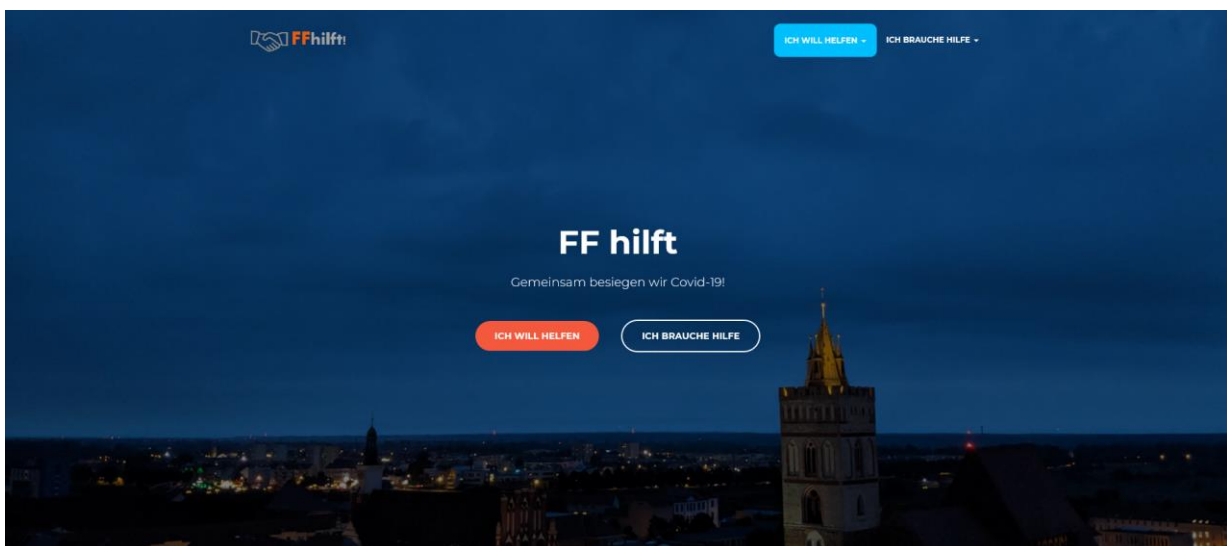 FFhilft!
ICH WILL HELFEN
ICH BRAUCHE HILFE
FF hilft
Gemeinsam besiegen wir Covid-19!
ICH WILL HELFEN
ICH BRAUCHE HILFE